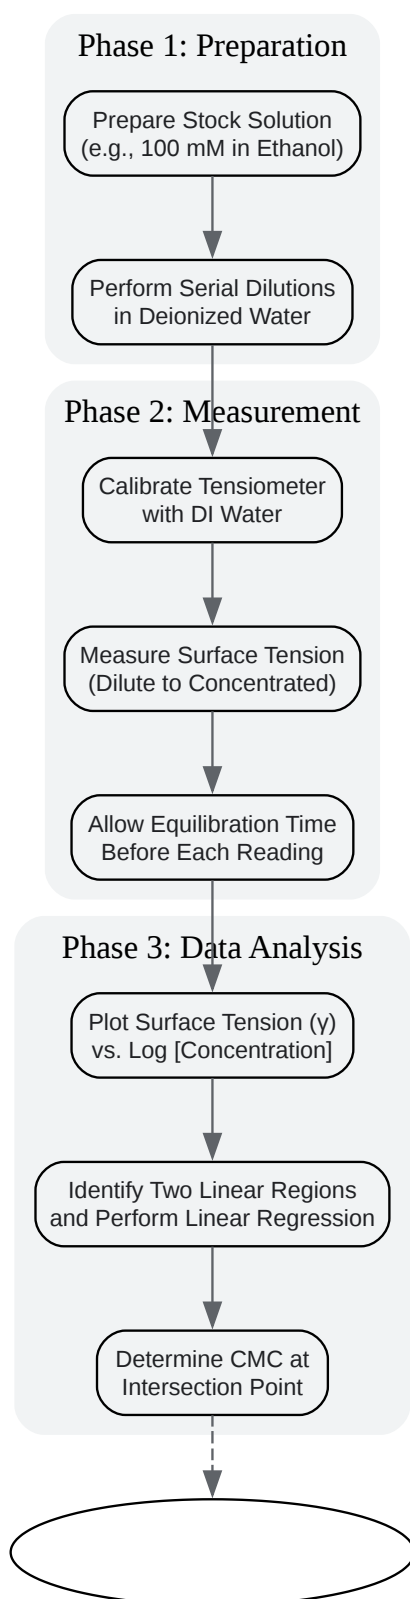 Phase 1: Preparation
Prepare Stock Solution
(e.g., 100 mM in Ethanol)
Perform Serial Dilutions
in Deionized Water
Phase 2: Measurement
Calibrate Tensiometer
with DI Water
Measure Surface Tension
(Dilute to Concentrated)
Allow Equilibration Time
Before Each Reading
Phase 3: Data Analysis
Plot Surface Tension (γ)
vs. Log [Concentration]
Identify Two Linear Regions
and Perform Linear Regression
Determine CMC at
Intersection Point